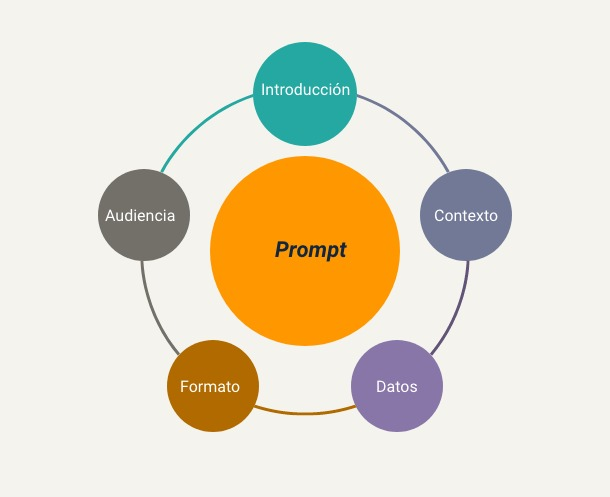 Introducción
Audiencia
Contexto
Prompt
Formato
Datos